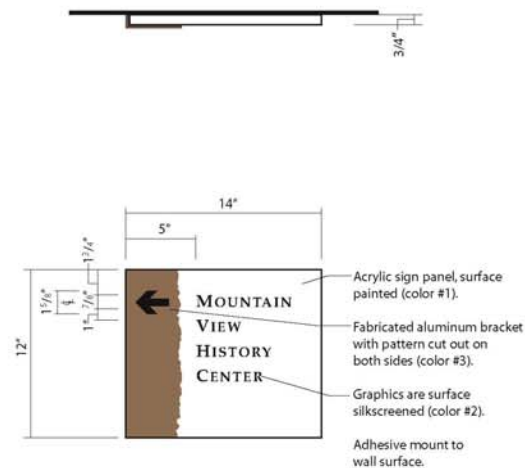 3/4"
14"
5"
1 3/4"
7/8"
1 5/8"
℄
1"
12"
MOUNTAIN
VIEW
HISTORY
CENTER
Acrylic sign panel, surface
painted (color #1).
Fabricated aluminum bracket
with pattern cut out on
both sides (color #3).
Graphics are surface
silkscreened (color #2).
Adhesive mount to
wall surface.